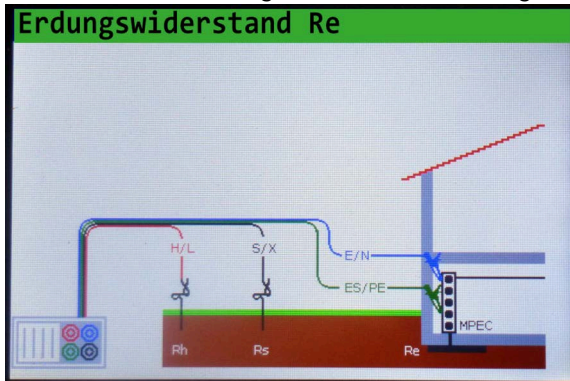 Erdungswiderstand Re
H/L
S/X
E/N
ES/PE
MPEC
Rh
Rs
Re